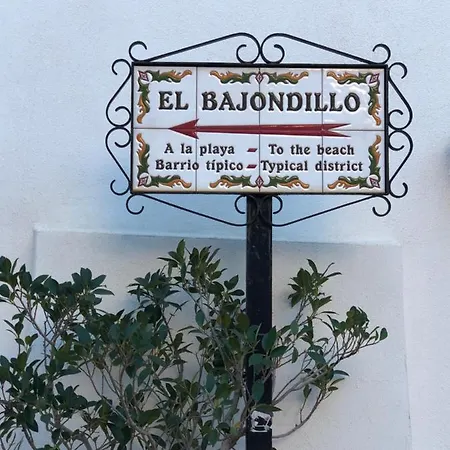 EL BAJONDILLO
A la playa - To the beach
Barrio típico - Typical district